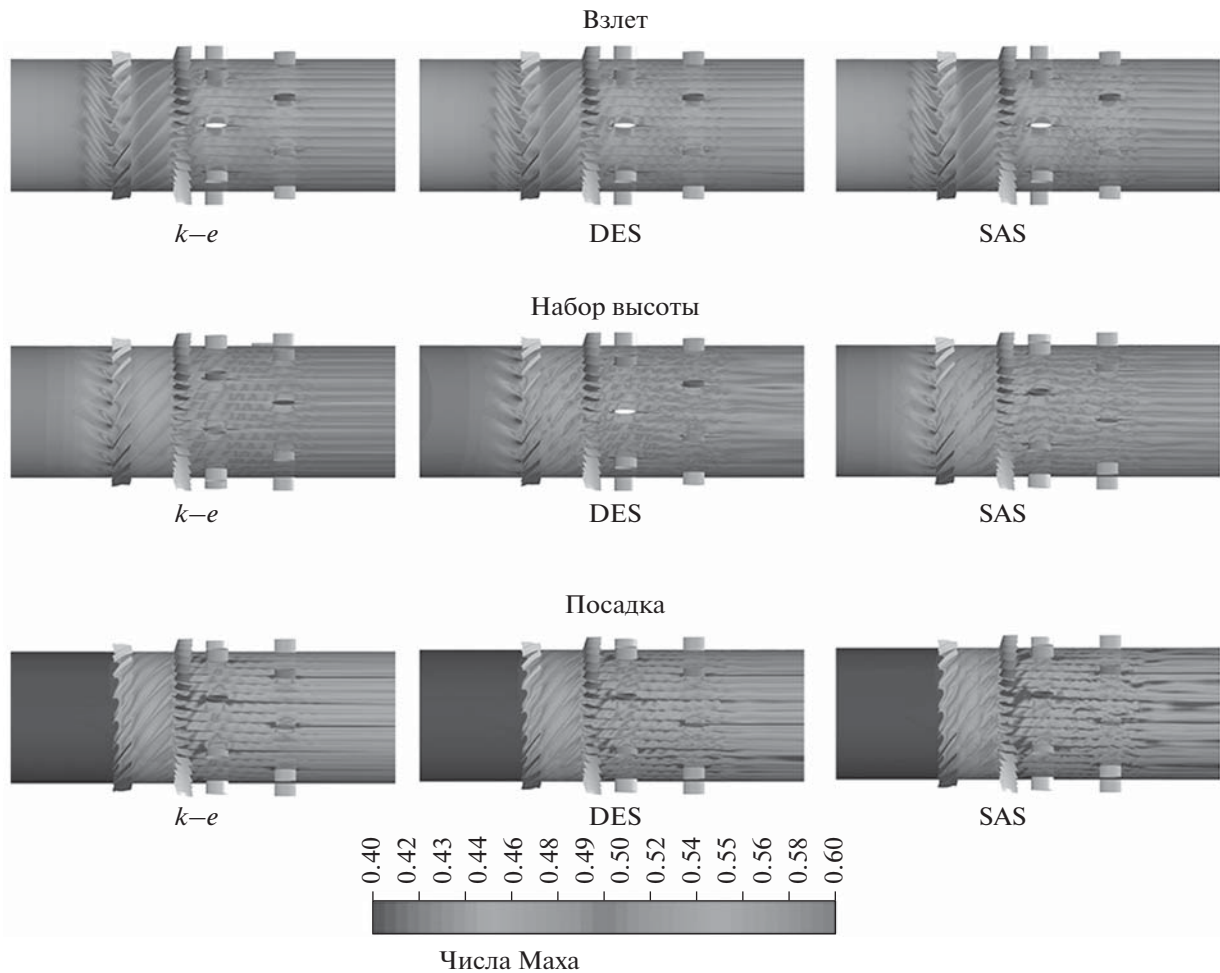 Взлет
k–e DES SAS
Набор высоты
k–e DES SAS
Посадка
k–e DES SAS
0.40 0.42 0.43 0.44 0.46 0.48 0.49 0.50 0.52 0.54 0.55 0.56 0.58 0.60
Числа Маха